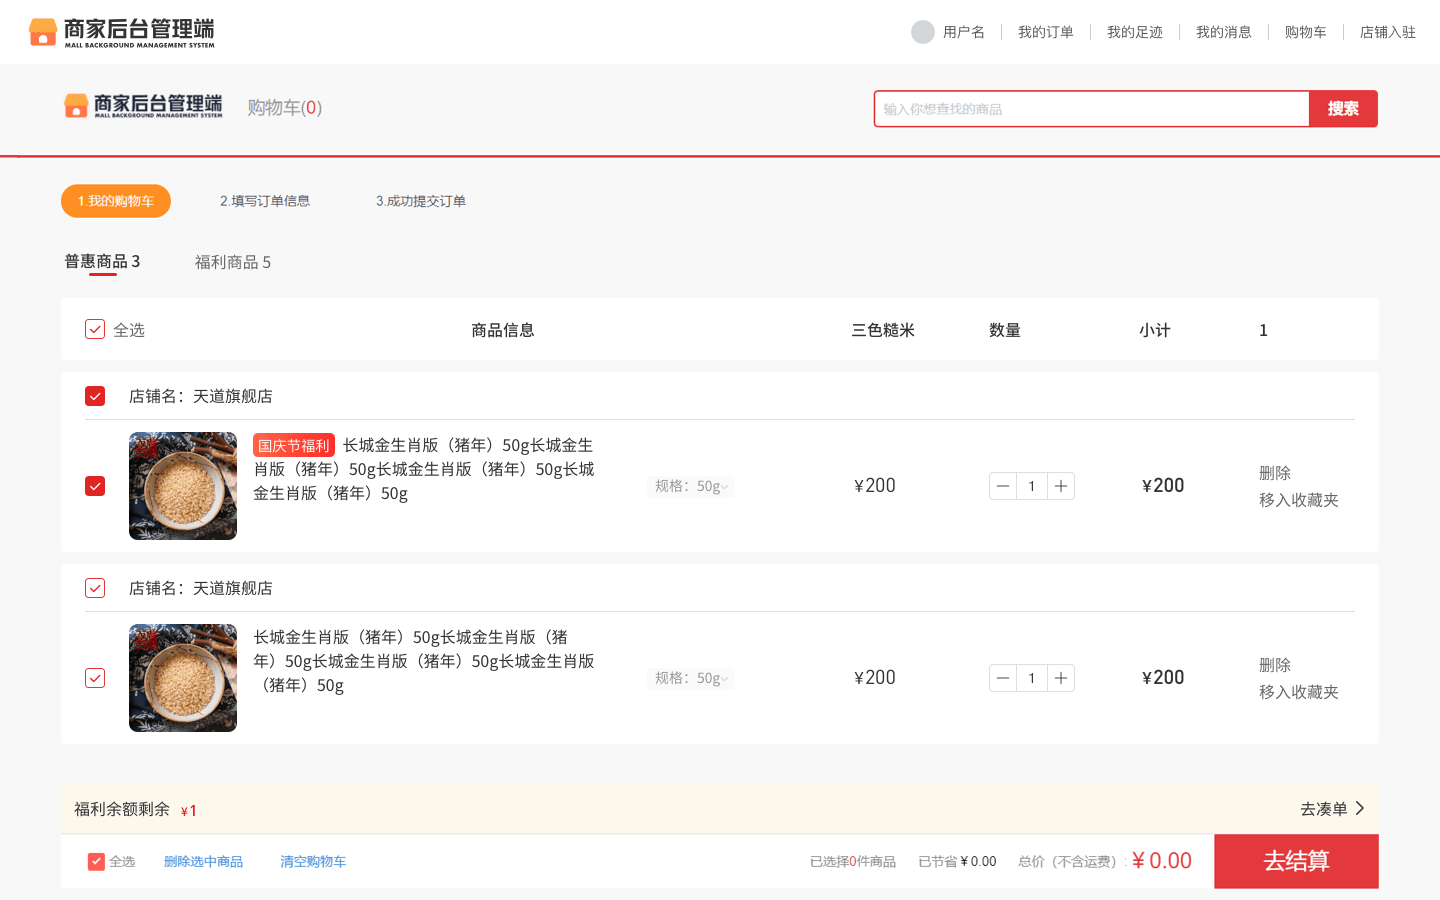 商家后台管理端
MALL BACKGROUND MANAGEMENT SYSTEM
用户名 我的订单 我的足迹 我的消息 购物车 店铺入驻
商家后台管理端
MALL BACKGROUND MANAGEMENT SYSTEM
购物车(0)
输入你想查找的商品 搜索
1.我的购物车 2.填写订单信息 3.成功提交订单
普惠商品 3 福利商品 5
全选 商品信息 三色糙米 数量 小计 1
店铺名：天道旗舰店
国庆节福利 长城金生肖版（猪年）50g长城金生
肖版（猪年）50g长城金生肖版（猪年）50g长城
金生肖版（猪年）50g
规格：50g
¥200
1
¥200
删除
移入收藏夹
店铺名：天道旗舰店
长城金生肖版（猪年）50g长城金生肖版（猪
年）50g长城金生肖版（猪年）50g长城金生肖版
（猪年）50g
规格：50g
¥200
1
¥200
删除
移入收藏夹
福利余额剩余 ¥1 去凑单
全选 删除选中商品 清空购物车 已选择0件商品 已节省¥0.00 总价（不含运费）: ¥0.00 去结算